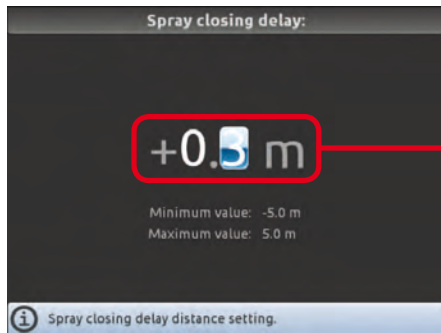 Spray closing delay:
+0.3 m
Minimum value: -5.0 m
Maximum value: 5.0 m
Spray closing delay distance setting.